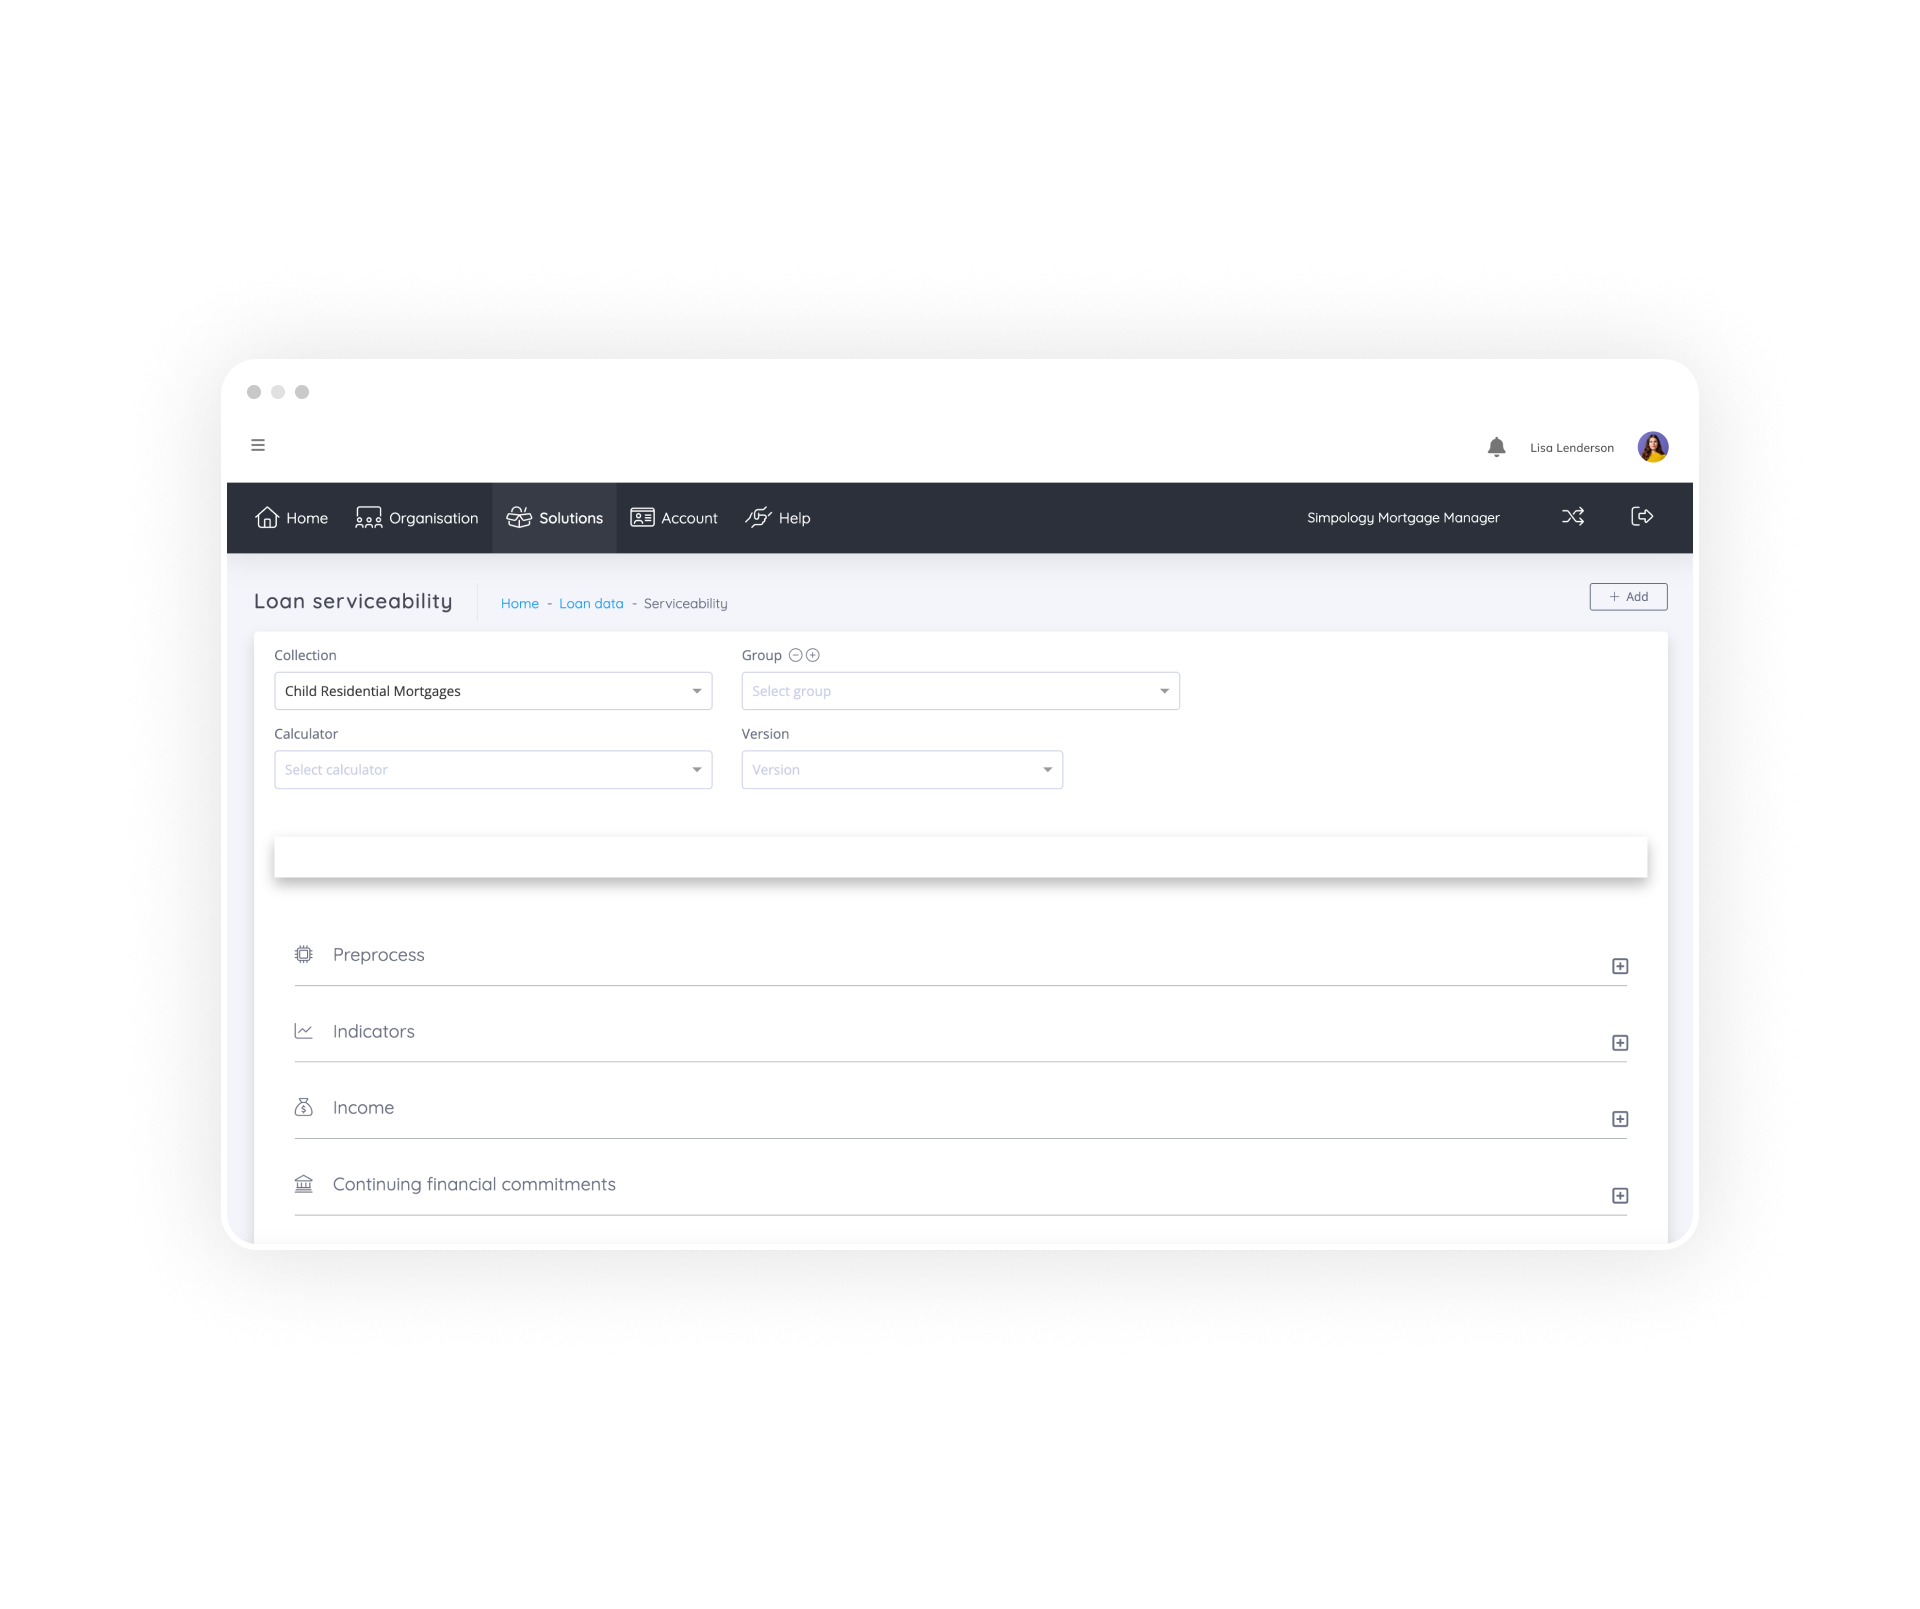 Lisa Lenderson
Home Organisation Solutions Account Help Simpology Mortgage Manager
Loan serviceability Home - Loan data - Serviceability + Add
Collection Group
Child Residential Mortgages Select group
Calculator Version
Select calculator Version
Preprocess
Indicators
Income
Continuing financial commitments